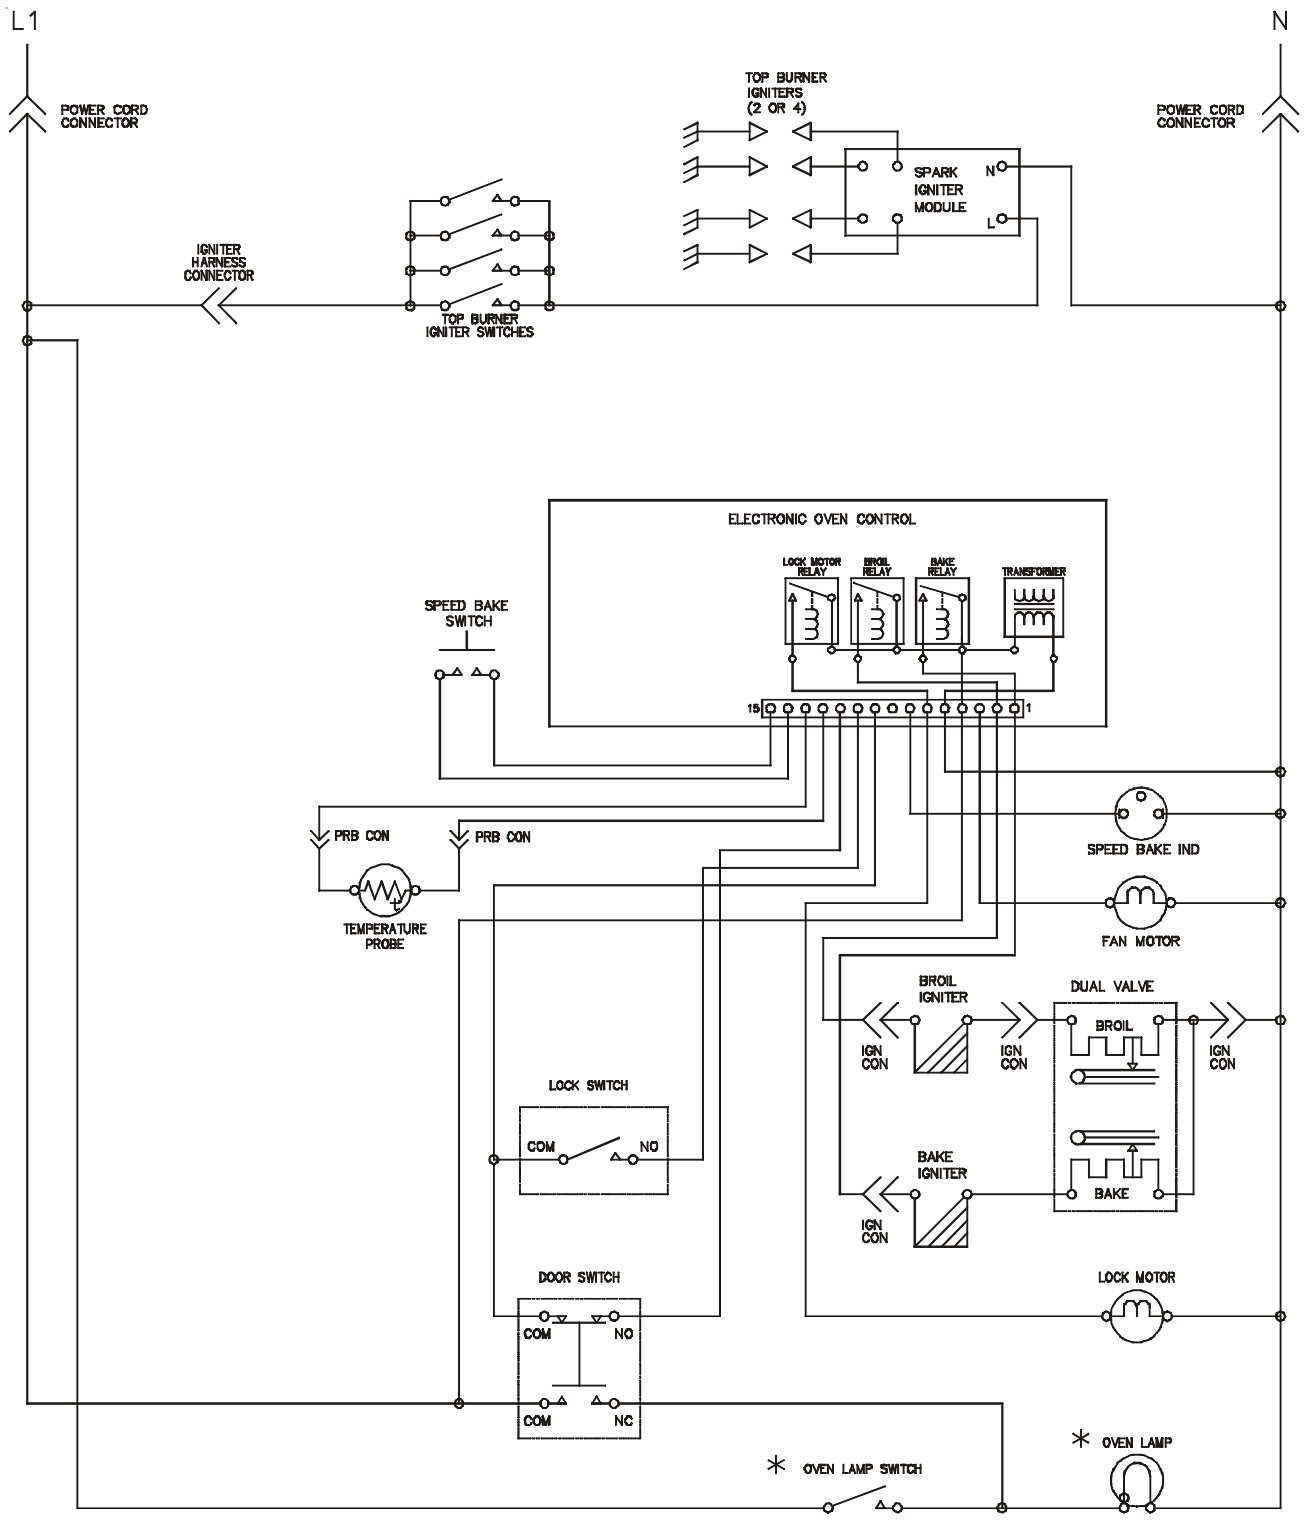 L1
N
POWER CORD
CONNECTOR
TOP BURNER
IGNITERS
(2 OR 4)
POWER CORD
CONNECTOR
SPARK
IGNITER
MODULE
N
L
IGNITER
HARNESS
CONNECTOR
TOP BURNER
IGNITER SWITCHES
ELECTRONIC OVEN CONTROL
LOCK MOTOR
RELAY
BROIL
RELAY
BAKE
RELAY
TRANSFORMER
SPEED BAKE
SWITCH
15
1
PRB CON
PRB CON
SPEED BAKE IND
t
TEMPERATURE
PROBE
FAN MOTOR
BROIL
IGNITER
DUAL VALVE
BROIL
IGN
CON
IGN
CON
IGN
CON
LOCK SWITCH
COM
NO
BAKE
IGNITER
BAKE
IGN
CON
DOOR SWITCH
LOCK MOTOR
COM
NO
COM
NC
* OVEN LAMP
* OVEN LAMP SWITCH